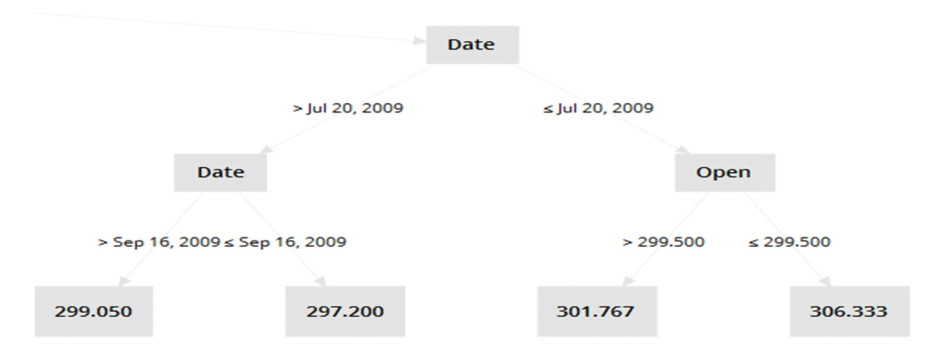 Date
> Jul 20, 2009
≤ Jul 20, 2009
Date
Open
> Sep 16, 2009
≤ Sep 16, 2009
> 299.500
≤ 299.500
299.050
297.200
301.767
306.333